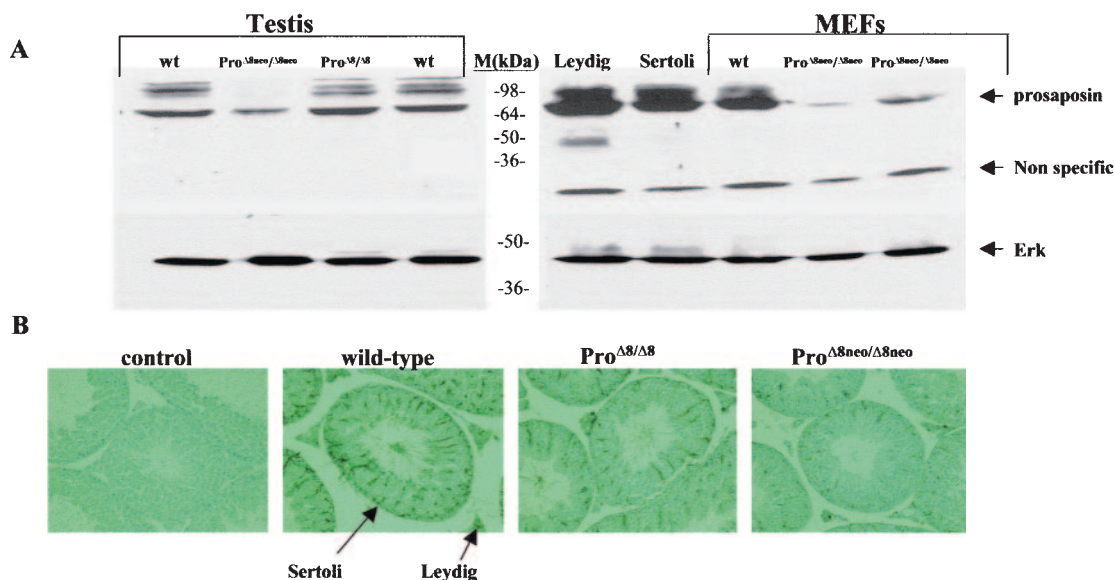 Testis MEFs
A
wt Pro^Δ8neo/Δ8neo Pro^Δ8/Δ8 wt M(kDa) Leydig Sertoli wt Pro^Δ8neo/Δ8neo Pro^Δ8neo/Δ8neo
-98- prosaposin
-64-
-50-
-36- Non specific
-50- Erk
-36-
B
control wild-type Pro^Δ8/Δ8 Pro^Δ8neo/Δ8neo
Sertoli Leydig